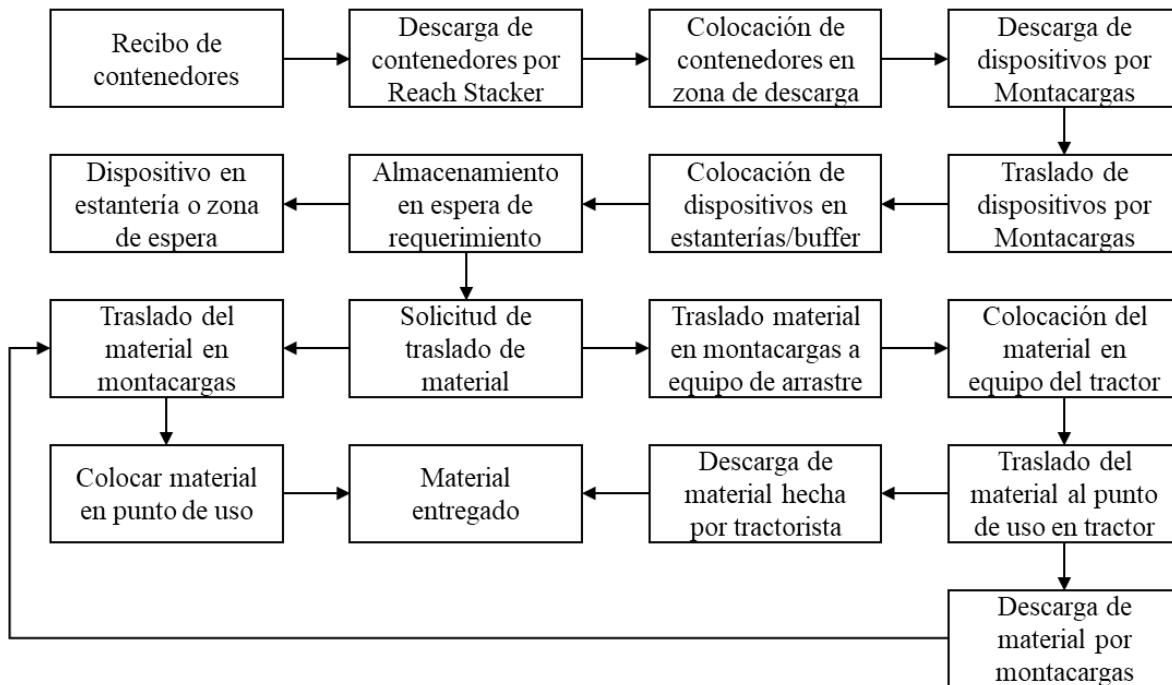 Recibo de
contenedores
Descarga de
contenedores por
Reach Stacker
Colocación de
contenedores en
zona de descarga
Descarga de
dispositivos por
Montacargas
Dispositivo en
estantería o zona
de espera
Almacenamiento
en espera de
requerimiento
Colocación de
dispositivos en
estanterías/buffer
Traslado de
dispositivos por
Montacargas
Traslado del
material en
montacargas
Solicitud de
traslado de
material
Traslado material
en montacargas a
equipo de arrastre
Colocación del
material en
equipo del tractor
Colocar material
en punto de uso
Material
entregado
Descarga de
material hecha
por tractorista
Traslado del
material al punto
de uso en tractor
Descarga de
material por
montacargas